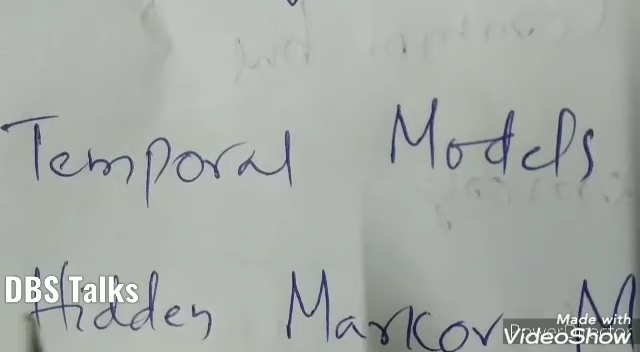 Temporal Models
Hidden Markov M
DBS Talks
Made with
VideoShow